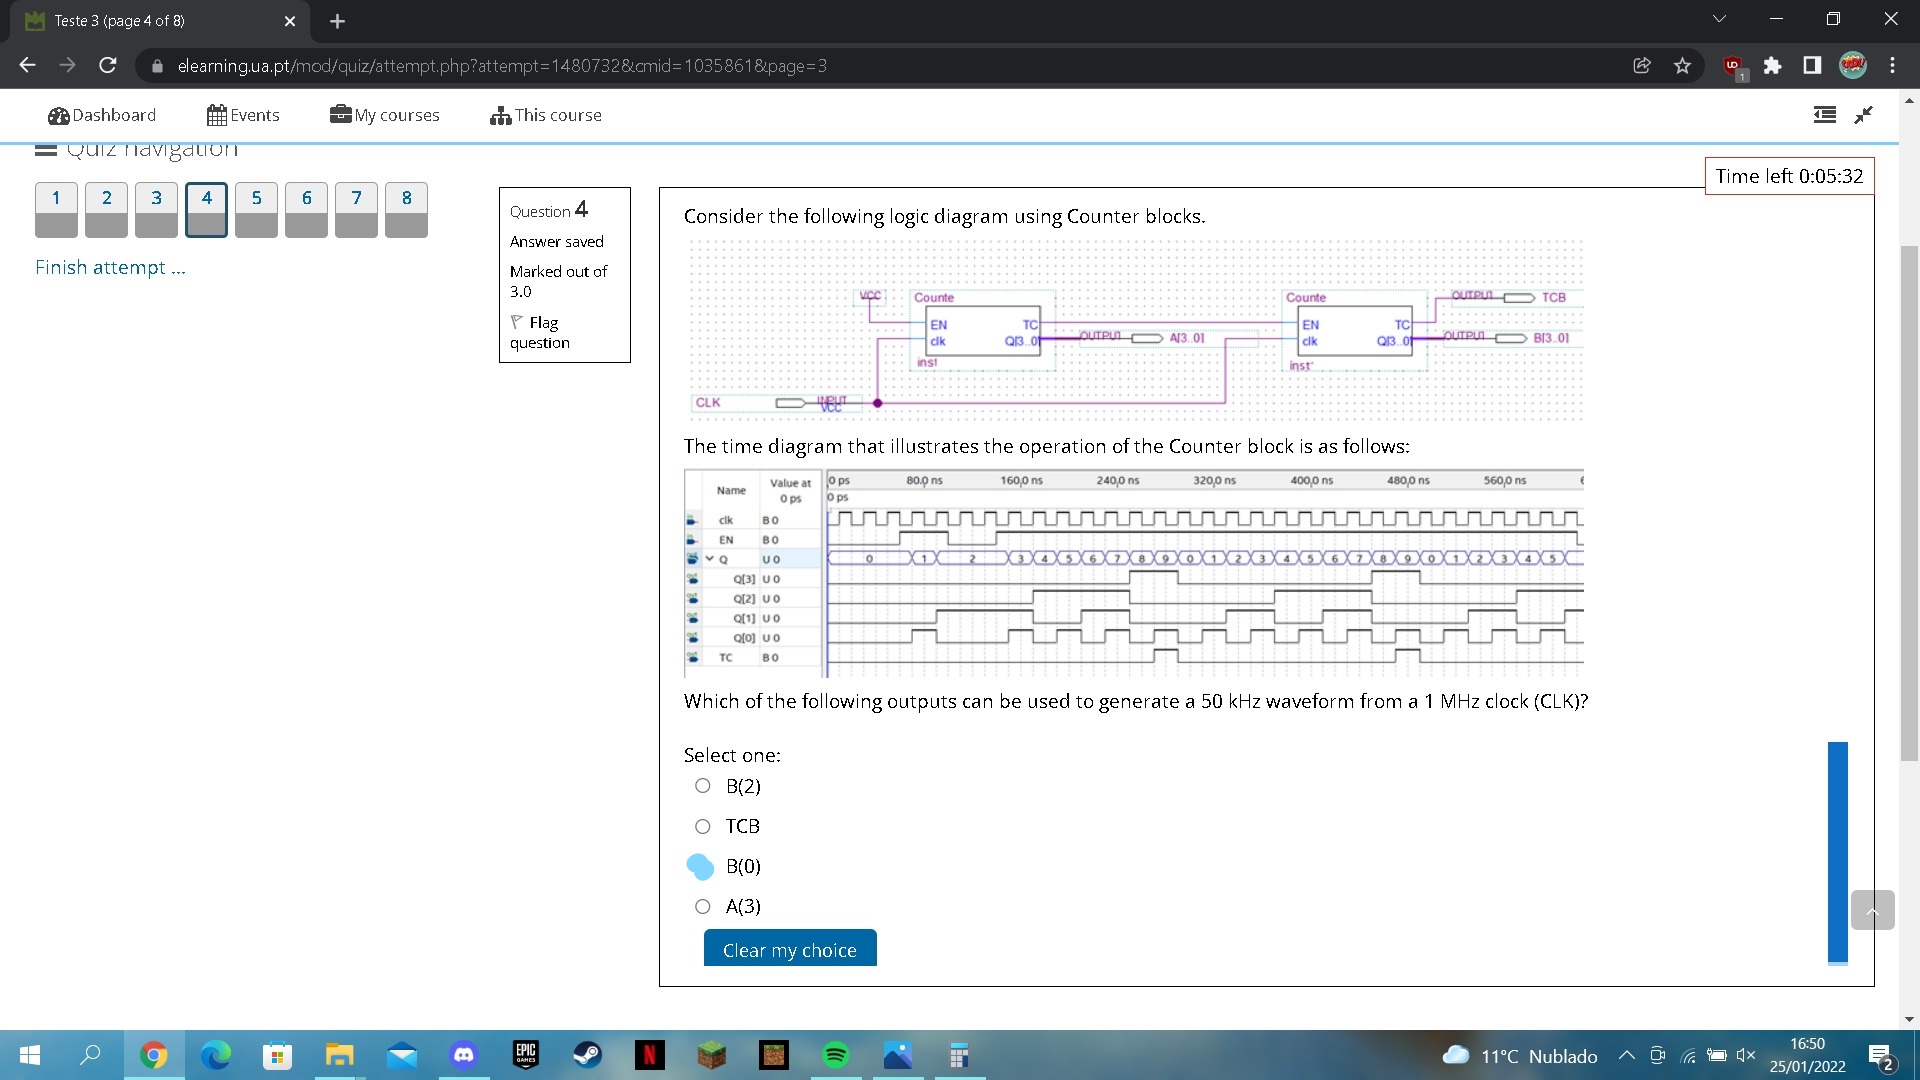 Teste 3 (page 4 of 8)
elearning.ua.pt/mod/quiz/attempt.php?attempt=1480732&cmid=1035861&page=3
1
Dashboard
Events
My courses
This course
Quiz navigation
Time left 0:05:32
1 2 3 4 5 6 7 8
Finish attempt ...
Question 4
Answer saved
Marked out of
3.0
Flag
question
Consider the following logic diagram using Counter blocks.
VCC
Counte
EN
TC
clk
Q[3..0]
inst
OUTPUT
A[3..0]
Counte
EN
TC
clk
Q[3..0]
inst
OUTPUT
TCB
OUTPUT
B[3..0]
CLK
INPUT
VCC
The time diagram that illustrates the operation of the Counter block is as follows:
Name
Value at
0 ps
0 ps 80.0 ns 160.0 ns 240.0 ns 320.0 ns 400.0 ns 480.0 ns 560.0 ns
0 ps
clk B 0
EN B 0
Q U 0 0 1 2 3 4 5 6 7 8 9 0 1 2 3 4 5 6 7 8 9 0 1 2 3 4 5
Q[3] U 0
Q[2] U 0
Q[1] U 0
Q[0] U 0
TC B 0
Which of the following outputs can be used to generate a 50 kHz waveform from a 1 MHz clock (CLK)?
Select one:
B(2)
TCB
B(0)
A(3)
Clear my choice
EPIC
GAMES
N
11°C Nublado
16:50
25/01/2022
2